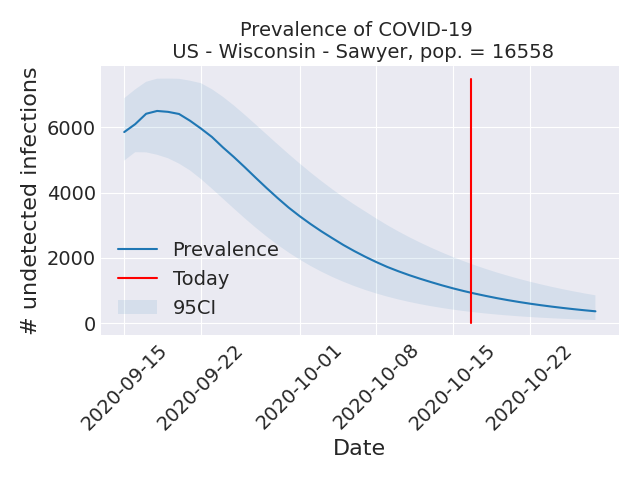 Prevalence of COVID-19
US - Wisconsin - Sawyer, pop. = 16558
# undetected infections
6000
4000
2000
0
Prevalence
Today
95CI
2020-09-15
2020-09-22
2020-10-01
2020-10-08
2020-10-15
2020-10-22
Date